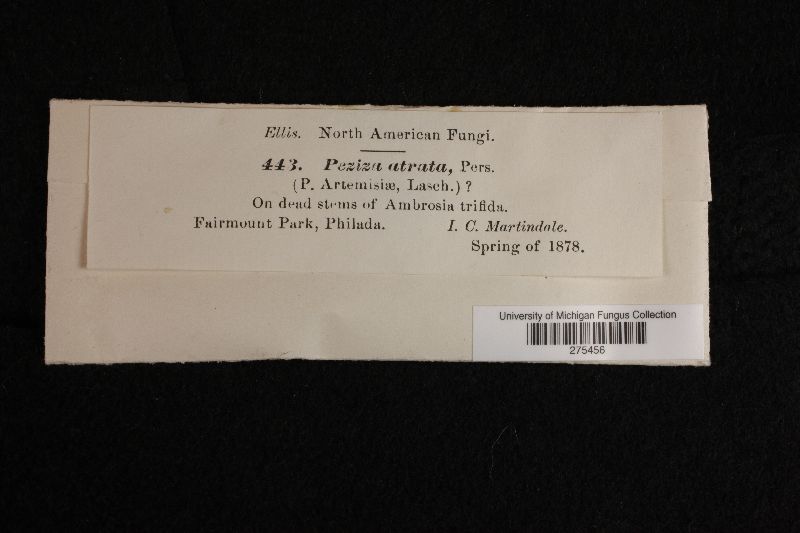 Ellis. North American Fungi.
443. Peziza atrata, Pers.
(P. Artemisiæ, Lasch.) ?
On dead stems of Ambrosia trifida.
Fairmount Park, Philada. I. C. Martindale.
Spring of 1878.
University of Michigan Fungus Collection
275456